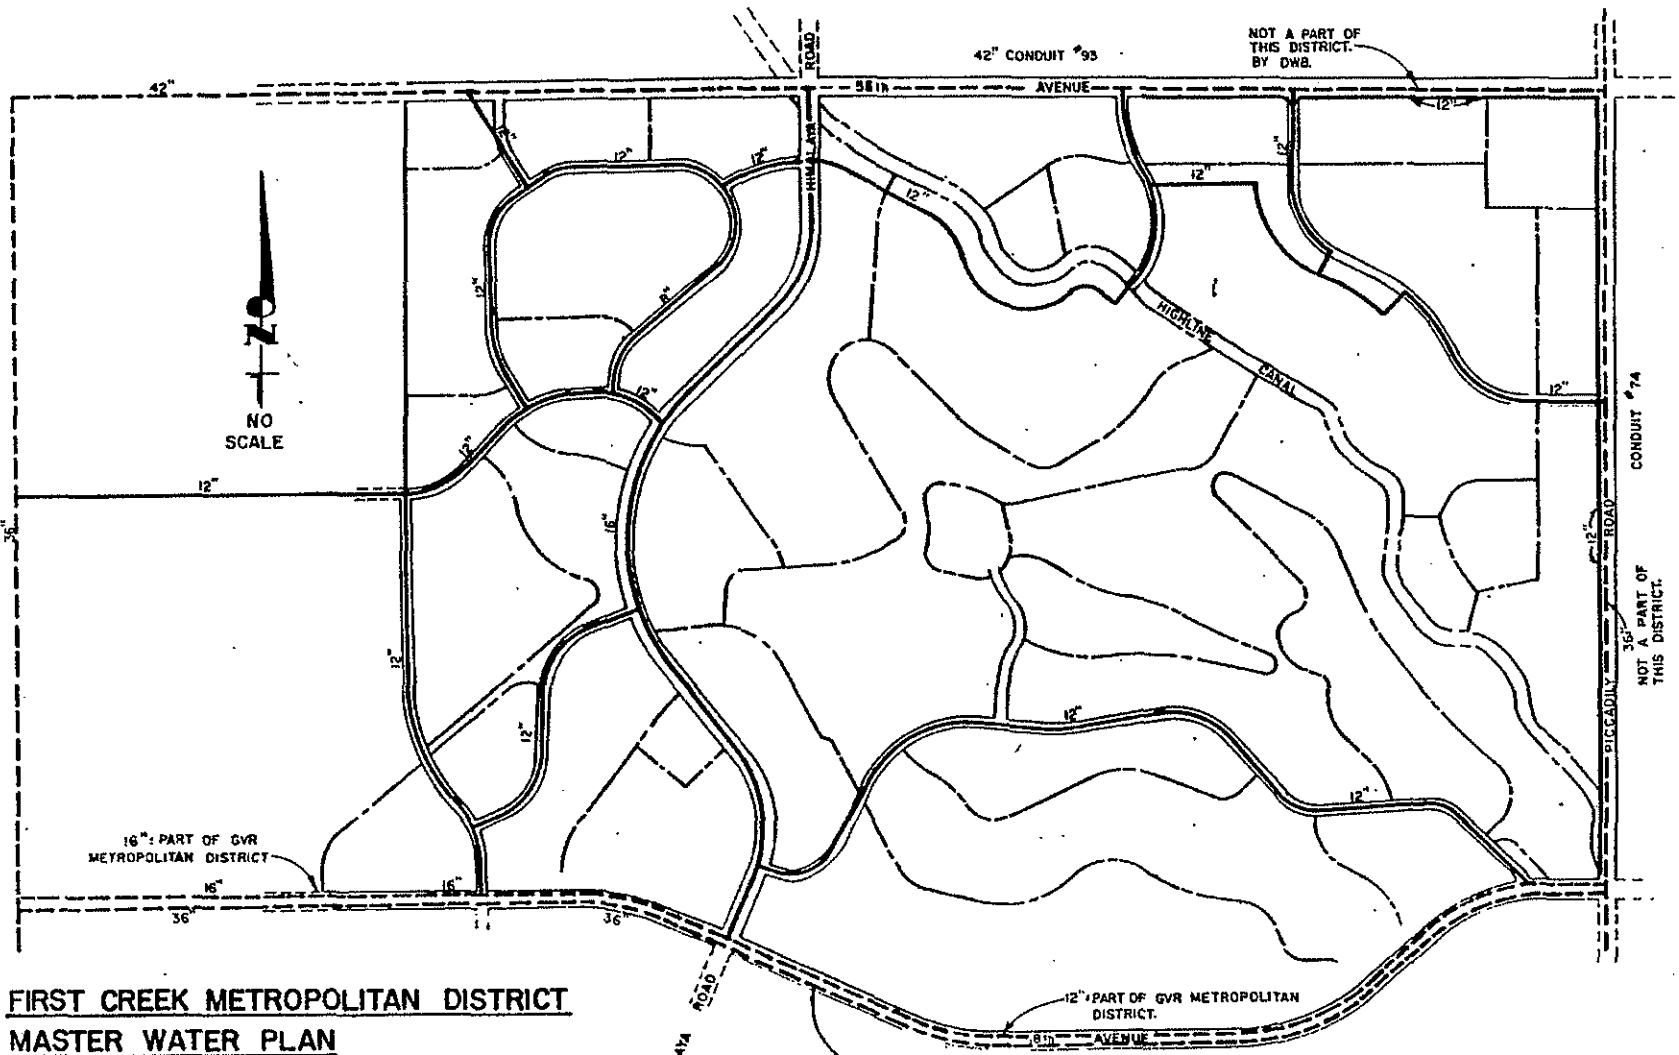 NOT A PART OF
THIS DISTRICT.
BY DWB.
42" CONDUIT #93
ROAD
42"
12"
AVENUE
HIMALAYA
12"
12"
12"
12"
12"
12"
12"
8"
HIGHLINE
CANAL
12"
12"
CONDUIT #74
N
NO
SCALE
12"
12"
36"
16"
12"
ROAD
12"
12"
36"
NOT A PART OF
THIS DISTRICT.
PICCADILY
12"
12"
16": PART OF GVR
METROPOLITAN DISTRICT
16"
16"
36"
36"
FIRST CREEK METROPOLITAN DISTRICT
MASTER WATER PLAN
ROAD
AYA
12": PART OF GVR METROPOLITAN
DISTRICT.
AVENUE